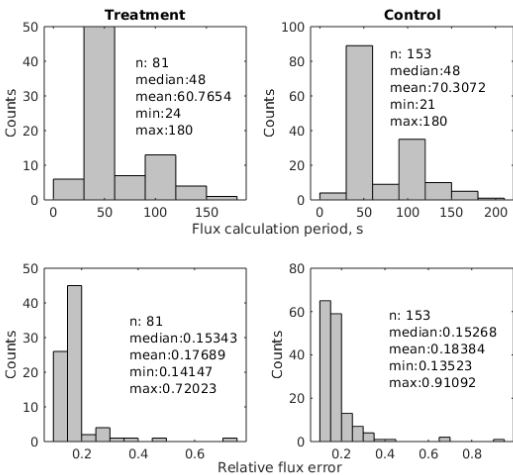 Treatment
Control
50
40
30
20
10
0
Counts
n: 81
median:48
mean:60.7654
min:24
max:180
0 50 100 150
100
80
60
40
20
0
Counts
n: 153
median:48
mean:70.3072
min:21
max:180
0 50 100 150 200
Flux calculation period, s
50
40
30
20
10
0
Counts
n: 81
median:0.15343
mean:0.17689
min:0.14147
max:0.72023
0.2 0.4 0.6
80
60
40
20
0
Counts
n: 153
median:0.15268
mean:0.18384
min:0.13523
max:0.91092
0.2 0.4 0.6 0.8
Relative flux error